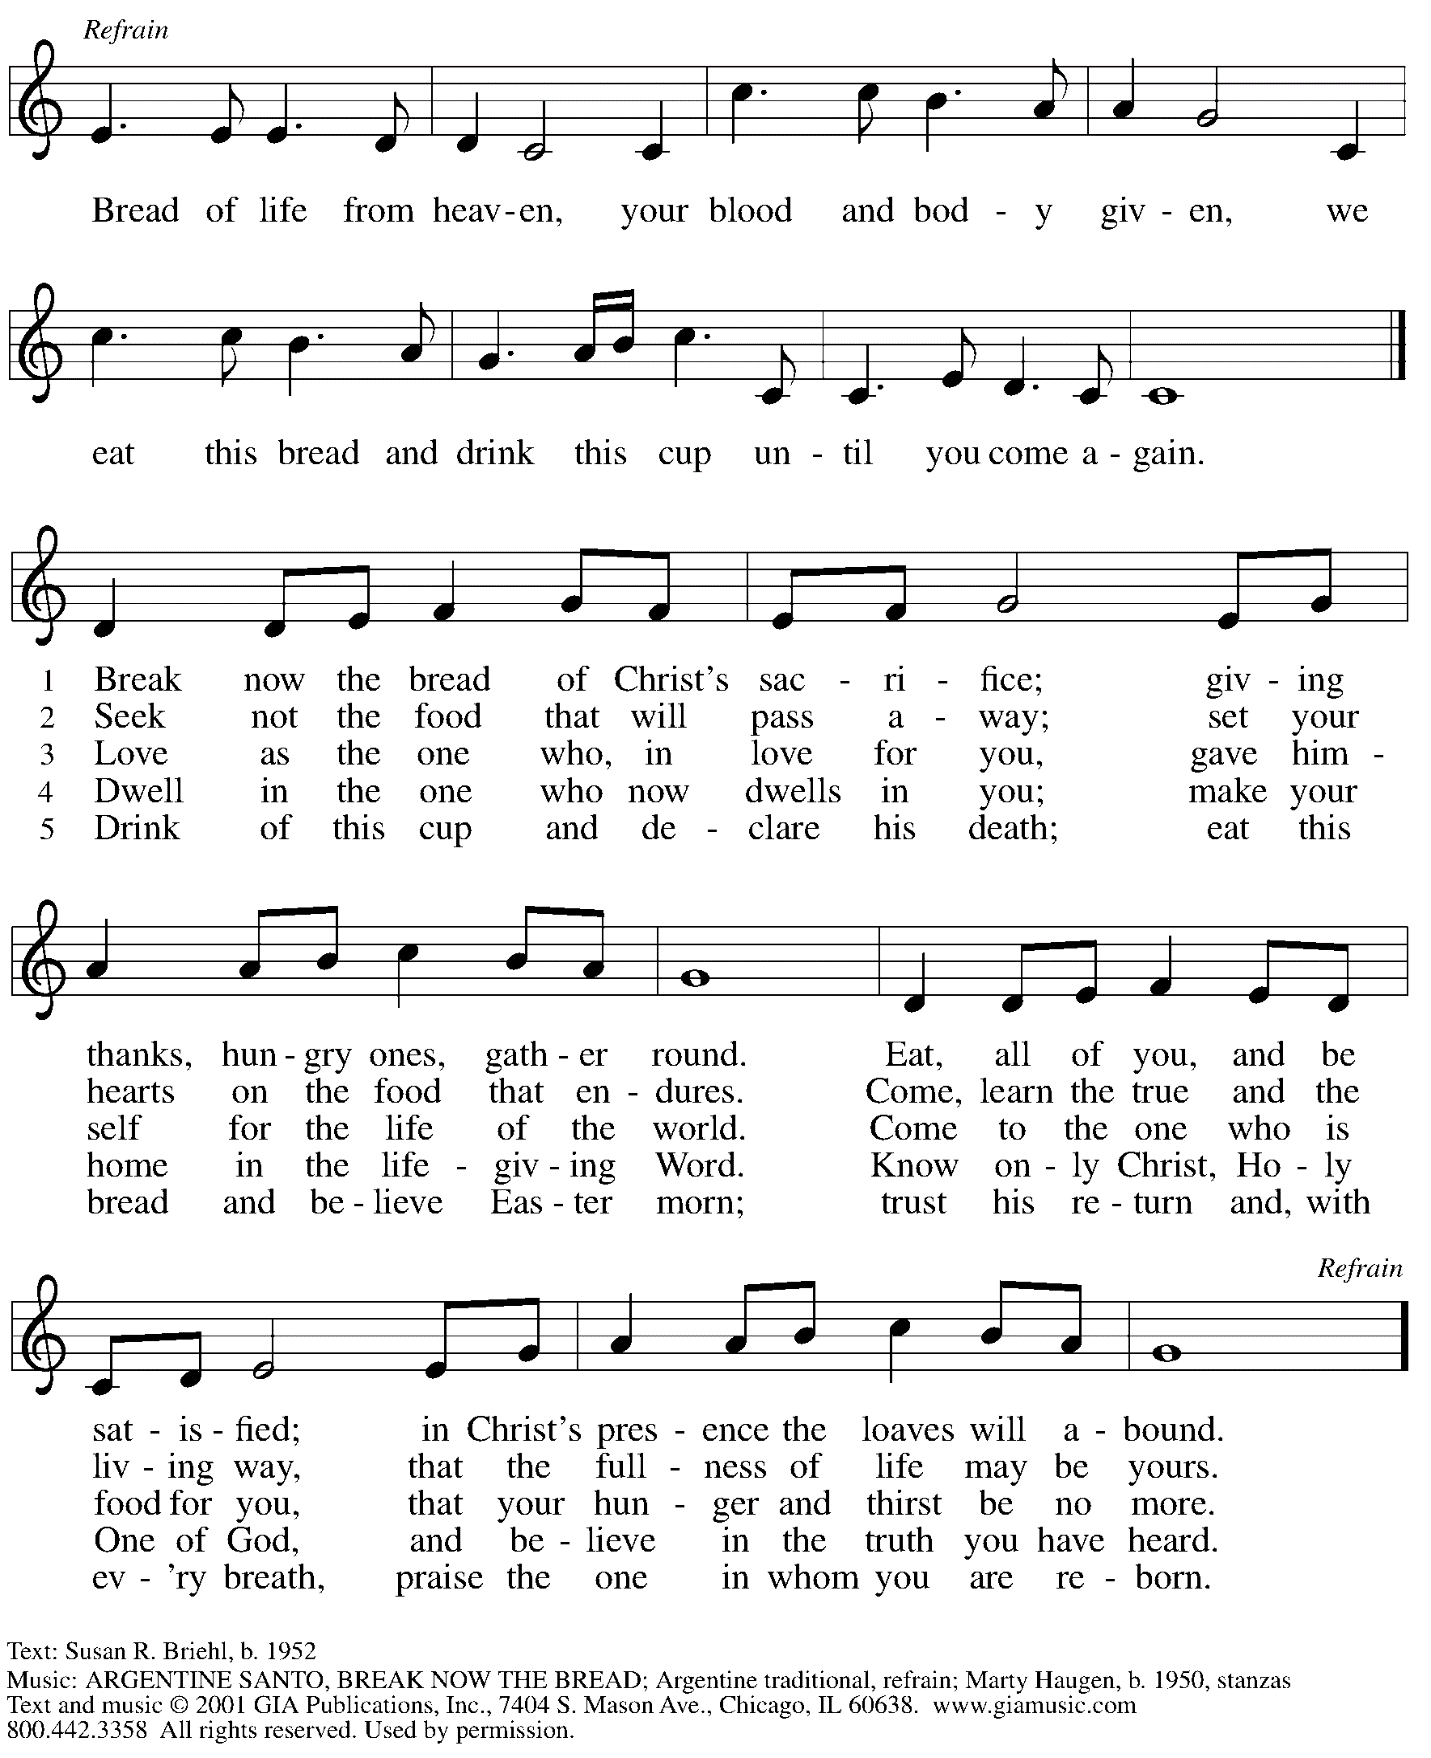 Refrain
Bread of life from heav-en, your blood and bod - y giv - en, we
eat this bread and drink this cup un - til you come a - gain.
1 Break now the bread of Christ's sac - ri - fice; giv - ing
2 Seek not the food that will pass a - way; set your
3 Love as the one who, in love for you, gave him -
4 Dwell in the one who now dwells in you; make your
5 Drink of this cup and de - clare his death; eat this
thanks, hun - gry ones, gath - er round. Eat, all of you, and be
hearts on the food that en - dures. Come, learn the true and the
self for the life of the world. Come to the one who is
home in the life - giv - ing Word. Know on - ly Christ, Ho - ly
bread and be - lieve Eas - ter morn; trust his re - turn and, with
Refrain
sat - is - fied; in Christ's pres - ence the loaves will a - bound.
liv - ing way, that the full - ness of life may be yours.
food for you, that your hun - ger and thirst be no more.
One of God, and be - lieve in the truth you have heard.
ev - 'ry breath, praise the one in whom you are re - born.
Text: Susan R. Briehl, b. 1952
Music: ARGENTINE SANTO, BREAK NOW THE BREAD; Argentine traditional, refrain; Marty Haugen, b. 1950, stanzas
Text and music © 2001 GIA Publications, Inc., 7404 S. Mason Ave., Chicago, IL 60638. www.giamusic.com
800.442.3358 All rights reserved. Used by permission.